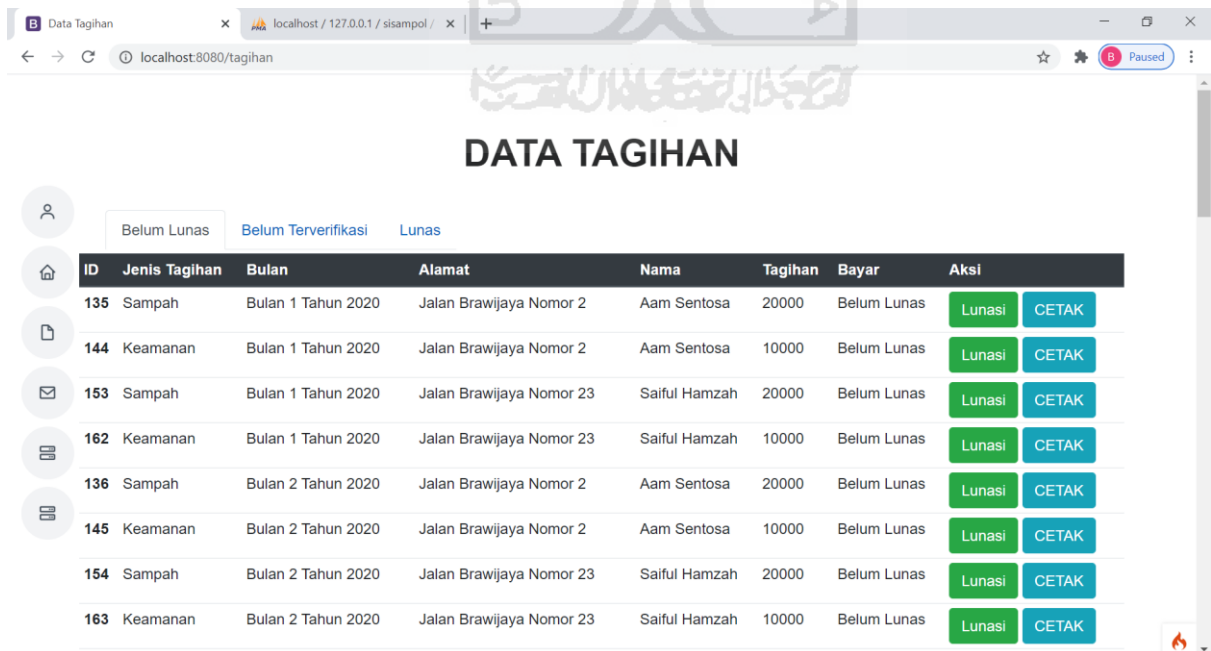 B Data Tagihan × PMA localhost / 127.0.0.1 / sisampol / × +
localhost:8080/tagihan B Paused
DATA TAGIHAN
Belum Lunas Belum Terverifikasi Lunas
ID Jenis Tagihan Bulan Alamat Nama Tagihan Bayar Aksi
135 Sampah Bulan 1 Tahun 2020 Jalan Brawijaya Nomor 2 Aam Sentosa 20000 Belum Lunas Lunasi CETAK
144 Keamanan Bulan 1 Tahun 2020 Jalan Brawijaya Nomor 2 Aam Sentosa 10000 Belum Lunas Lunasi CETAK
153 Sampah Bulan 1 Tahun 2020 Jalan Brawijaya Nomor 23 Saiful Hamzah 20000 Belum Lunas Lunasi CETAK
162 Keamanan Bulan 1 Tahun 2020 Jalan Brawijaya Nomor 23 Saiful Hamzah 10000 Belum Lunas Lunasi CETAK
136 Sampah Bulan 2 Tahun 2020 Jalan Brawijaya Nomor 2 Aam Sentosa 20000 Belum Lunas Lunasi CETAK
145 Keamanan Bulan 2 Tahun 2020 Jalan Brawijaya Nomor 2 Aam Sentosa 10000 Belum Lunas Lunasi CETAK
154 Sampah Bulan 2 Tahun 2020 Jalan Brawijaya Nomor 23 Saiful Hamzah 20000 Belum Lunas Lunasi CETAK
163 Keamanan Bulan 2 Tahun 2020 Jalan Brawijaya Nomor 23 Saiful Hamzah 10000 Belum Lunas Lunasi CETAK